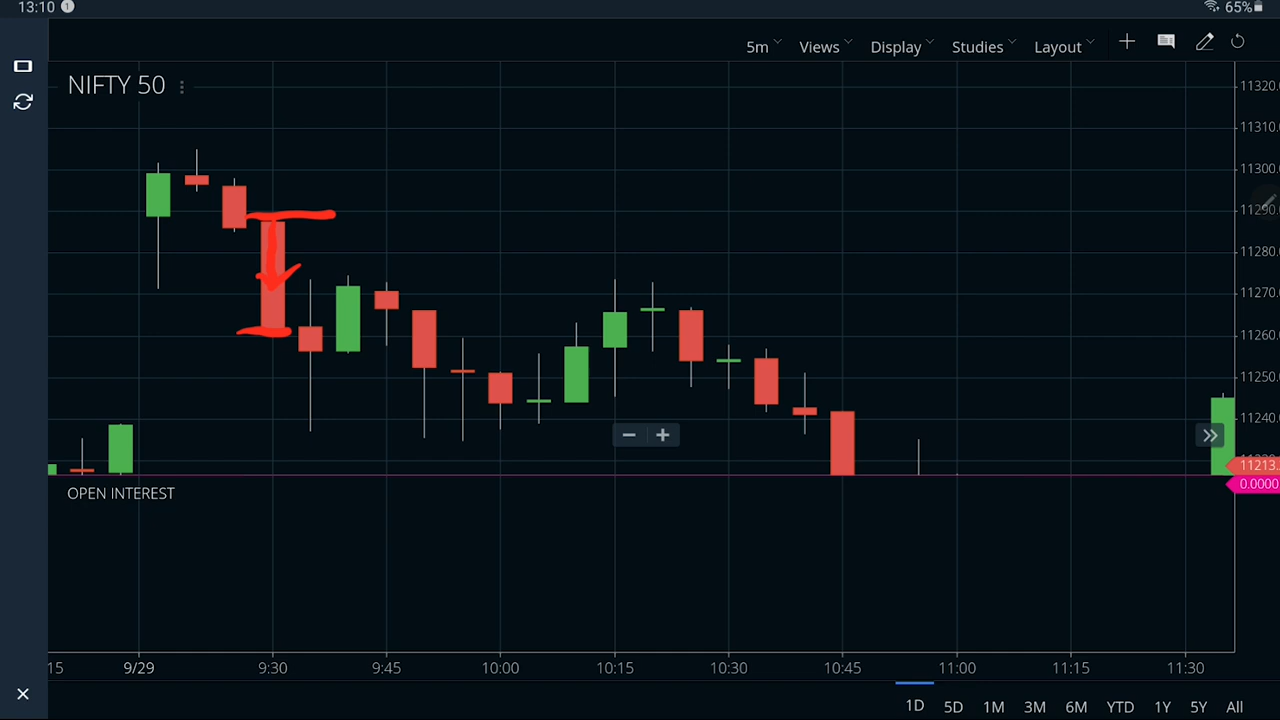 13:10 1 65%
5m Views Display Studies Layout
NIFTY 50
11320.
11310.
11300.
11290.
11280.
11270.
11260.
11250.
11240.
11213.
0.0000
OPEN INTEREST
15 9/29 9:30 9:45 10:00 10:15 10:30 10:45 11:00 11:15 11:30
1D 5D 1M 3M 6M YTD 1Y 5Y All